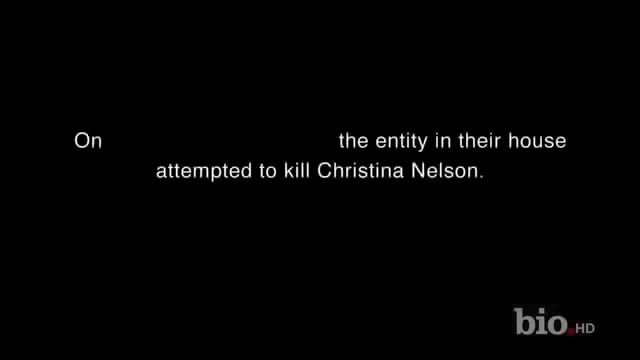 On the entity in their house
attempted to kill Christina Nelson.
bio.HD